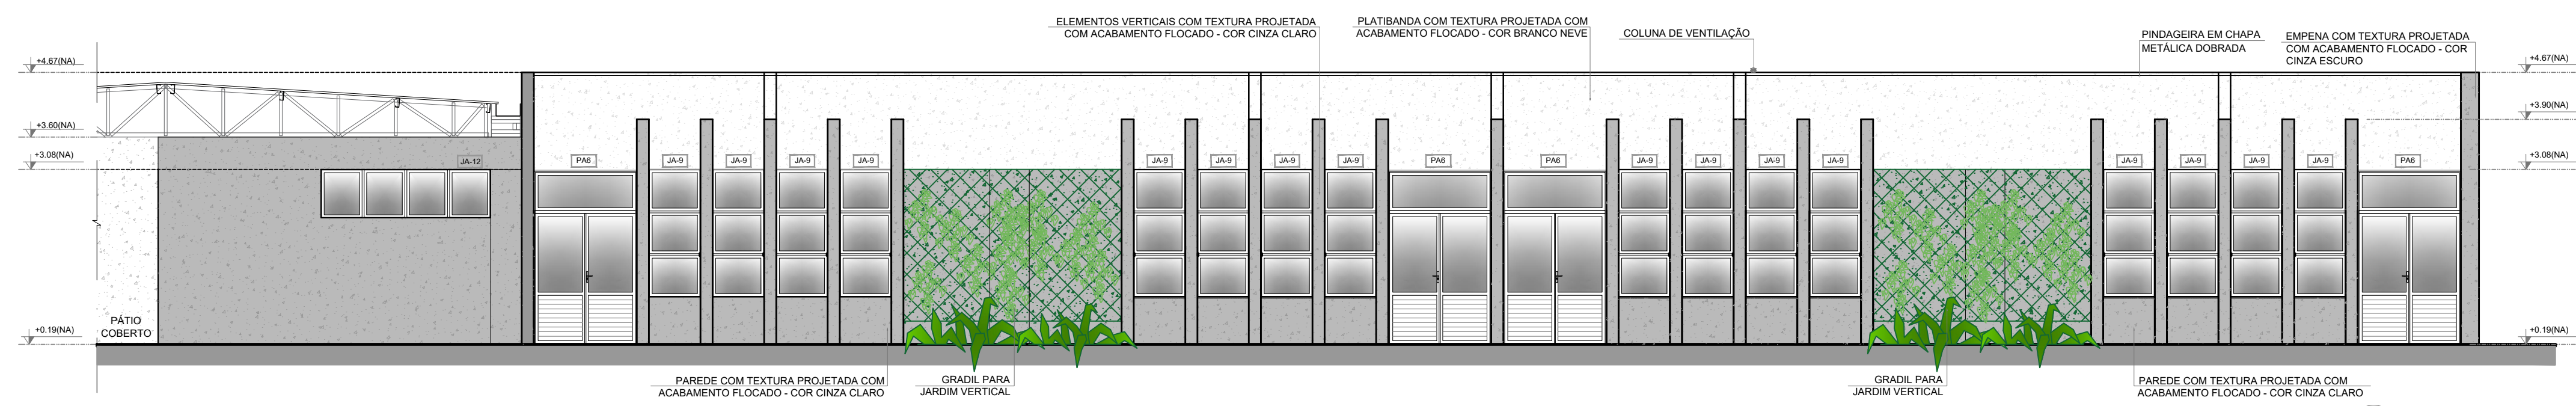 ELEMENTOS VERTICAIS COM TEXTURA PROJETADA
COM ACABAMENTO FLOCADO - COR CINZA CLARO
PLATIBANDA COM TEXTURA PROJETADA COM
ACABAMENTO FLOCADO - COR BRANCO NEVE
COLUNA DE VENTILAÇÃO
PINDAGEIRA EM CHAPA
METÁLICA DOBRADA
EMPENA COM TEXTURA PROJETADA
COM ACABAMENTO FLOCADO - COR
CINZA ESCURO
+4.67(NA)
+4.67(NA)
+3.90(NA)
+3.60(NA)
+3.08(NA)
+3.08(NA)
JA-12
PA6
JA-9
JA-9
JA-9
JA-9
JA-9
JA-9
JA-9
JA-9
PA6
PA6
JA-9
JA-9
JA-9
JA-9
JA-9
JA-9
JA-9
JA-9
PA6
PÁTIO
COBERTO
+0.19(NA)
+0.19(NA)
PAREDE COM TEXTURA PROJETADA COM
ACABAMENTO FLOCADO - COR CINZA CLARO
GRADIL PARA
JARDIM VERTICAL
GRADIL PARA
JARDIM VERTICAL
PAREDE COM TEXTURA PROJETADA COM
ACABAMENTO FLOCADO - COR CINZA CLARO